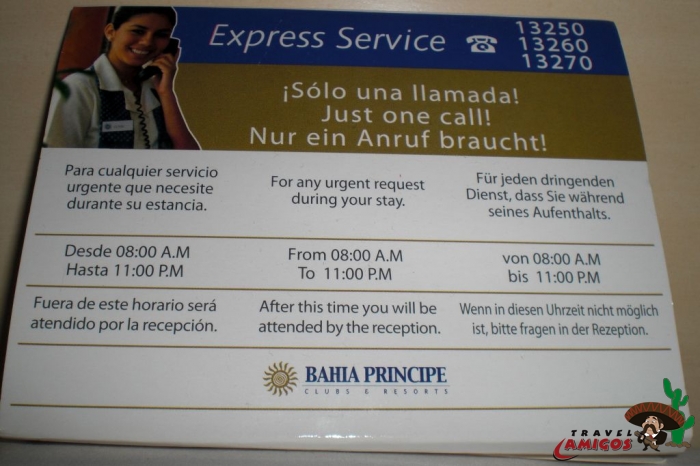 Express Service ☎ 13250
13260
13270
¡Sólo una llamada!
Just one call!
Nur ein Anruf braucht!
Para cualquier servicio
urgente que necesite
durante su estancia.
For any urgent request
during your stay.
Für jeden dringenden
Dienst, dass Sie während
seines Aufenthalts.
Desde 08:00 A.M
Hasta 11:00 P.M
From 08:00 A.M
To 11:00 P.M
von 08:00 A.M
bis 11:00 P.M
Fuera de este horario será
atendido por la recepción.
After this time you will be
attended by the reception.
Wenn in diesen Uhrzeit nicht möglich
ist, bitte fragen in der Rezeption.
BAHIA PRINCIPE
CLUBS & RESORTS
TRAVEL
AMIGOS